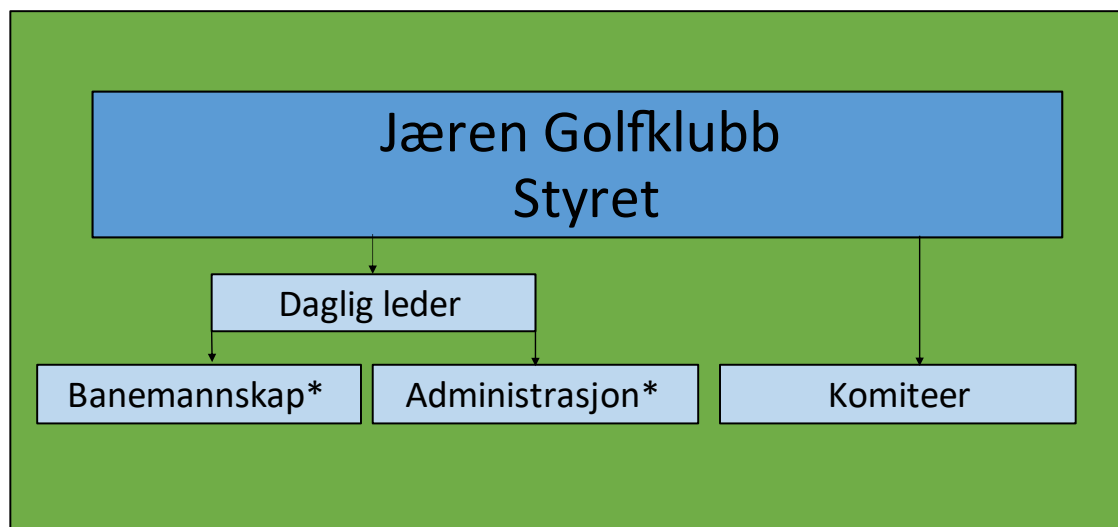 Jæren Golfklubb
Styret
Daglig leder
Banemannskap*
Administrasjon*
Komiteer